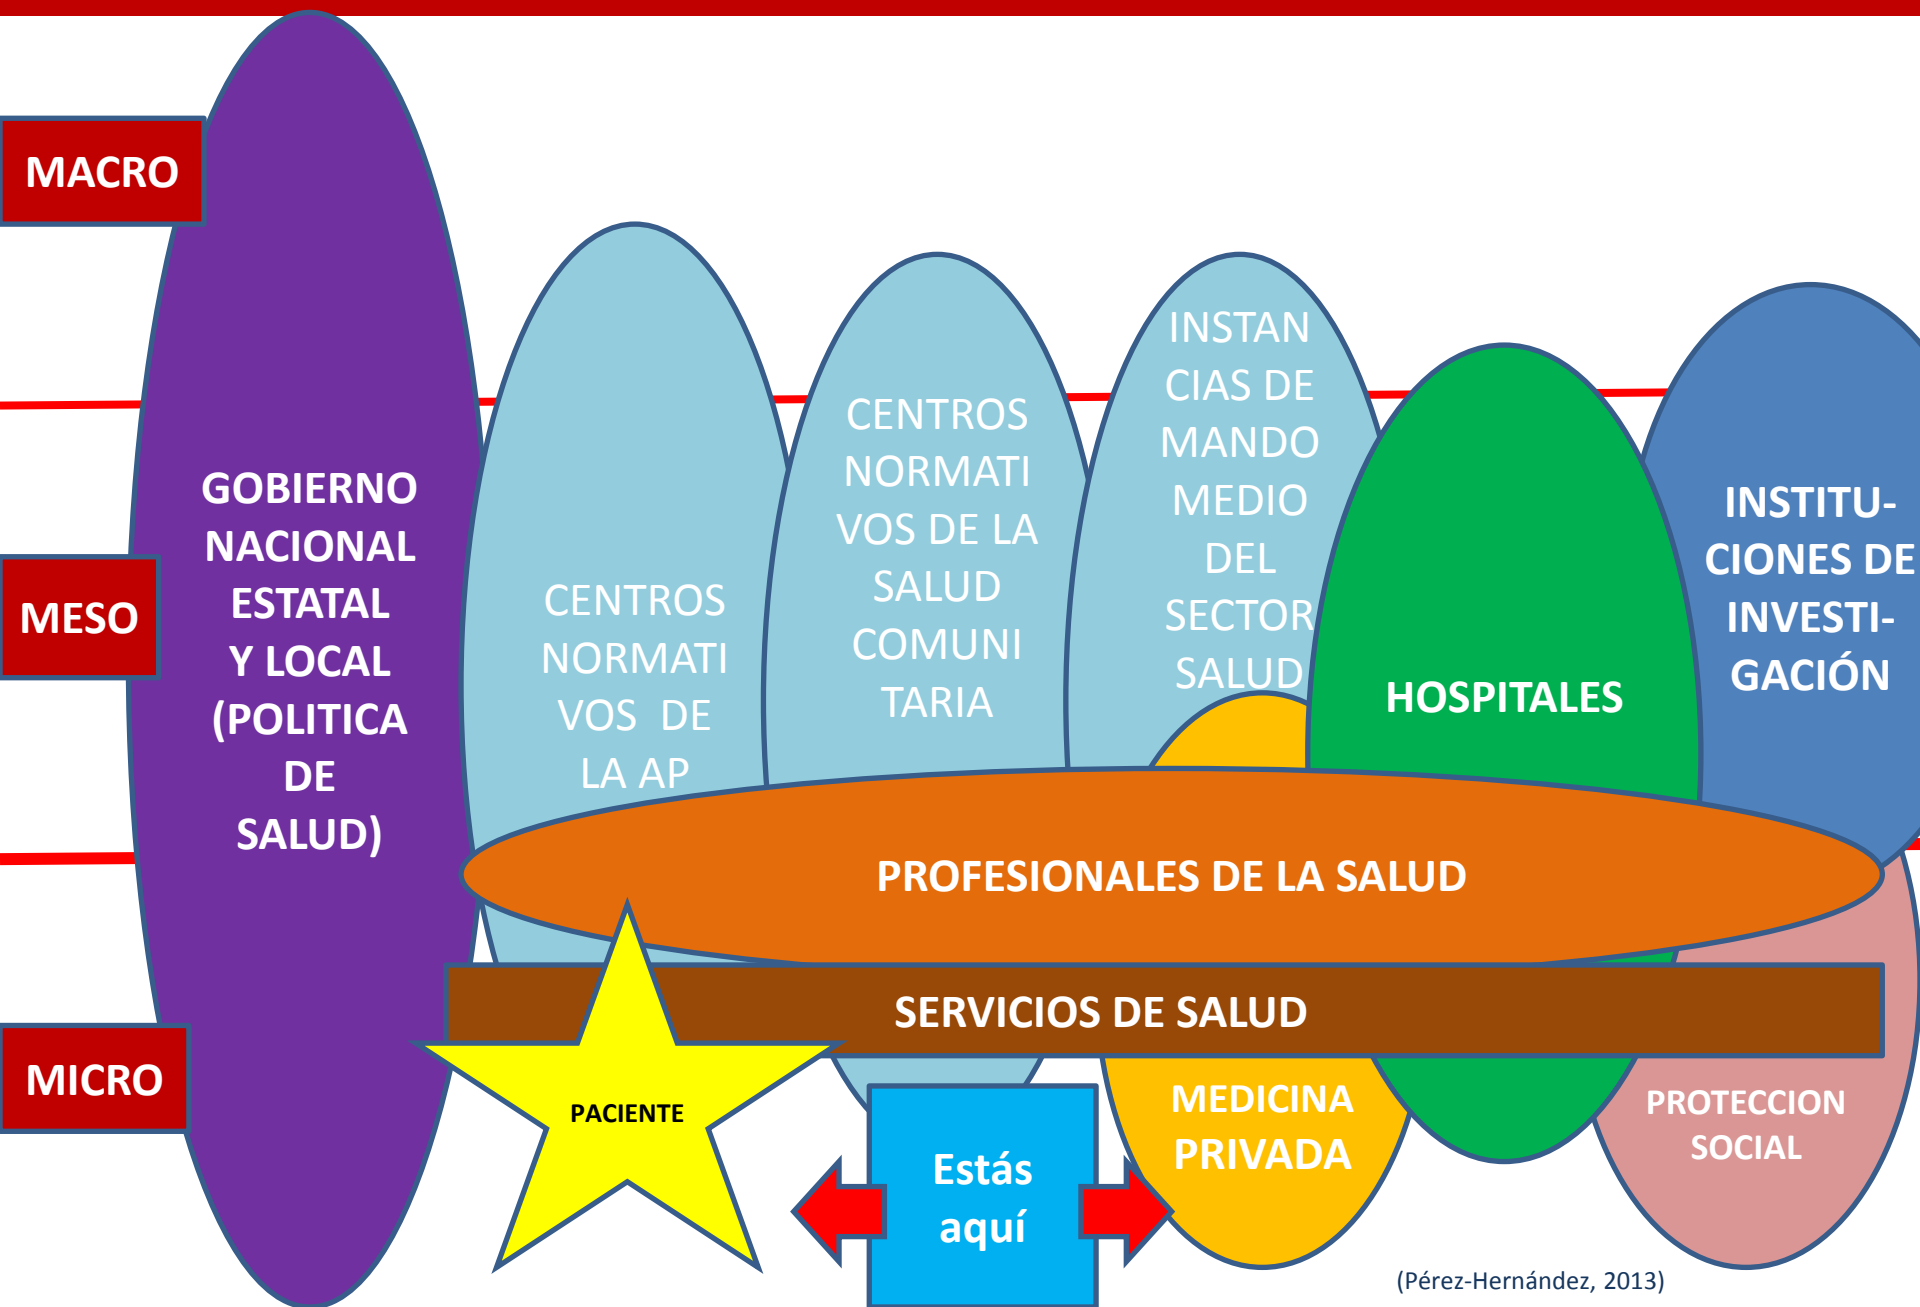 MACRO
MESO
MICRO
GOBIERNO
NACIONAL
ESTATAL
Y LOCAL
(POLITICA
DE
SALUD)
CENTROS
NORMATI
VOS DE
LA AP
CENTROS
NORMATI
VOS DE LA
SALUD
COMUNI
TARIA
INSTAN
CIAS DE
MANDO
MEDIO
DEL
SECTOR
SALUD
HOSPITALES
INSTITU-
CIONES DE
INVESTI-
GACIÓN
PROFESIONALES DE LA SALUD
SERVICIOS DE SALUD
PACIENTE
Estás
aquí
MEDICINA
PRIVADA
PROTECCION
SOCIAL
(Pérez-Hernández, 2013)